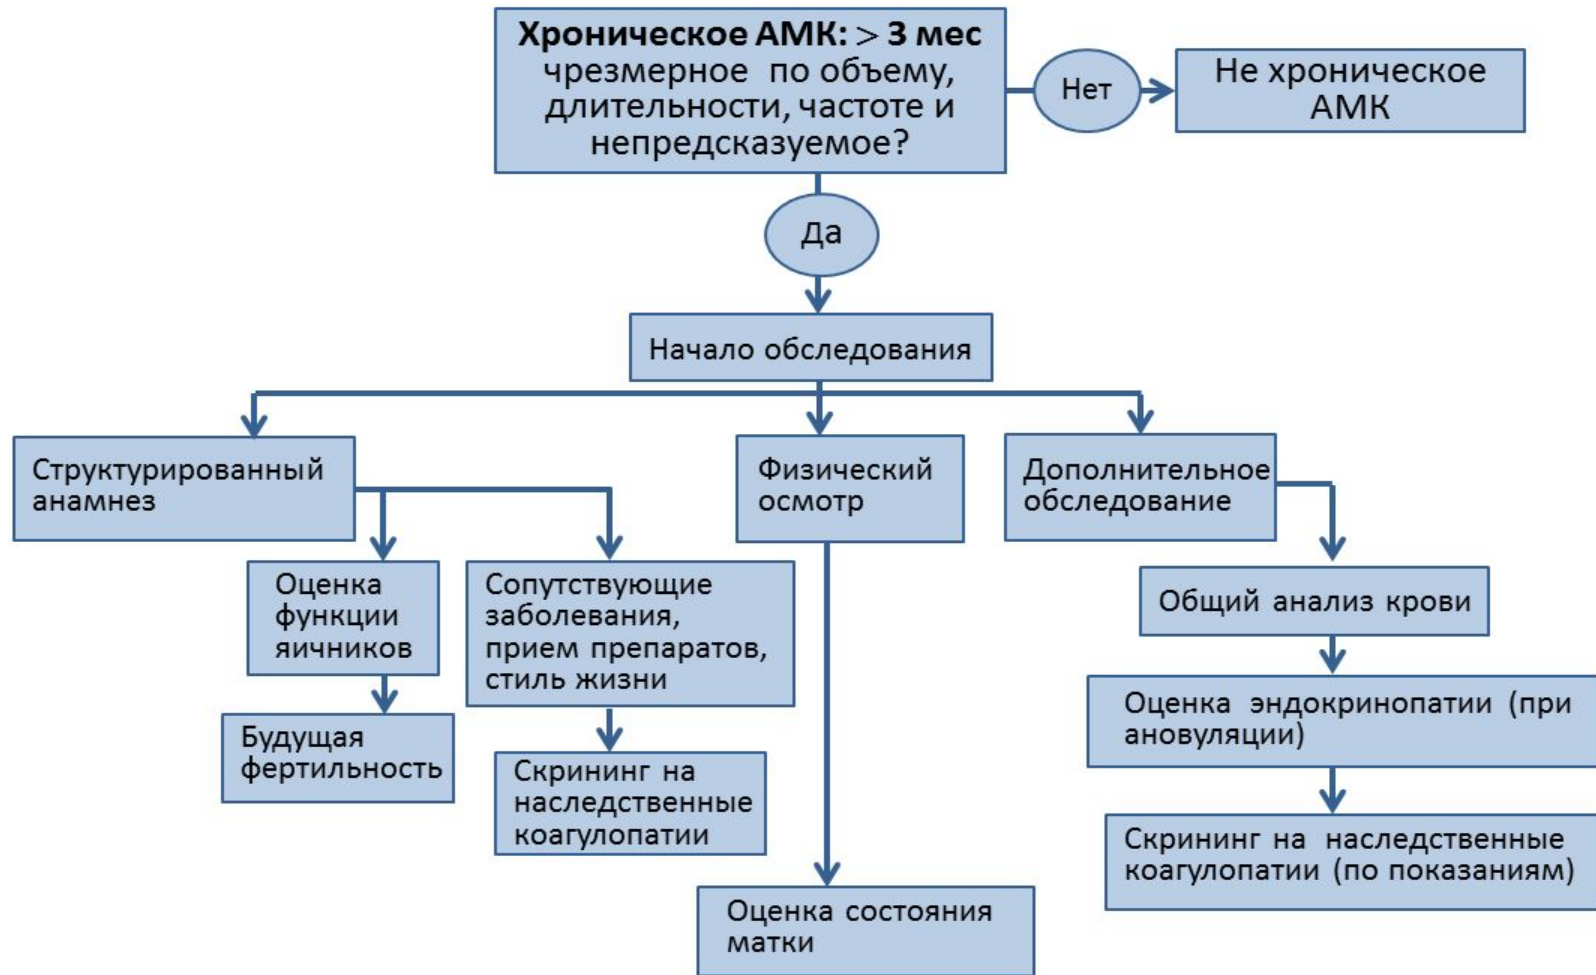 Хроническое АМК: > 3 мес
чрезмерное по объему,
длительности, частоте и
непредсказуемое?
Нет
Не хроническое
АМК
Да
Начало обследования
Структурированный
анамнез
Физический
осмотр
Дополнительное
обследование
Оценка
функции
яичников
Сопутствующие
заболевания,
прием препаратов,
стиль жизни
Общий анализ крови
Будущая
фертильность
Скрининг на
наследственные
коагулопатии
Оценка эндокринопатии (при
ановуляции)
Скрининг на наследственные
коагулопатии (по показаниям)
Оценка состояния
матки